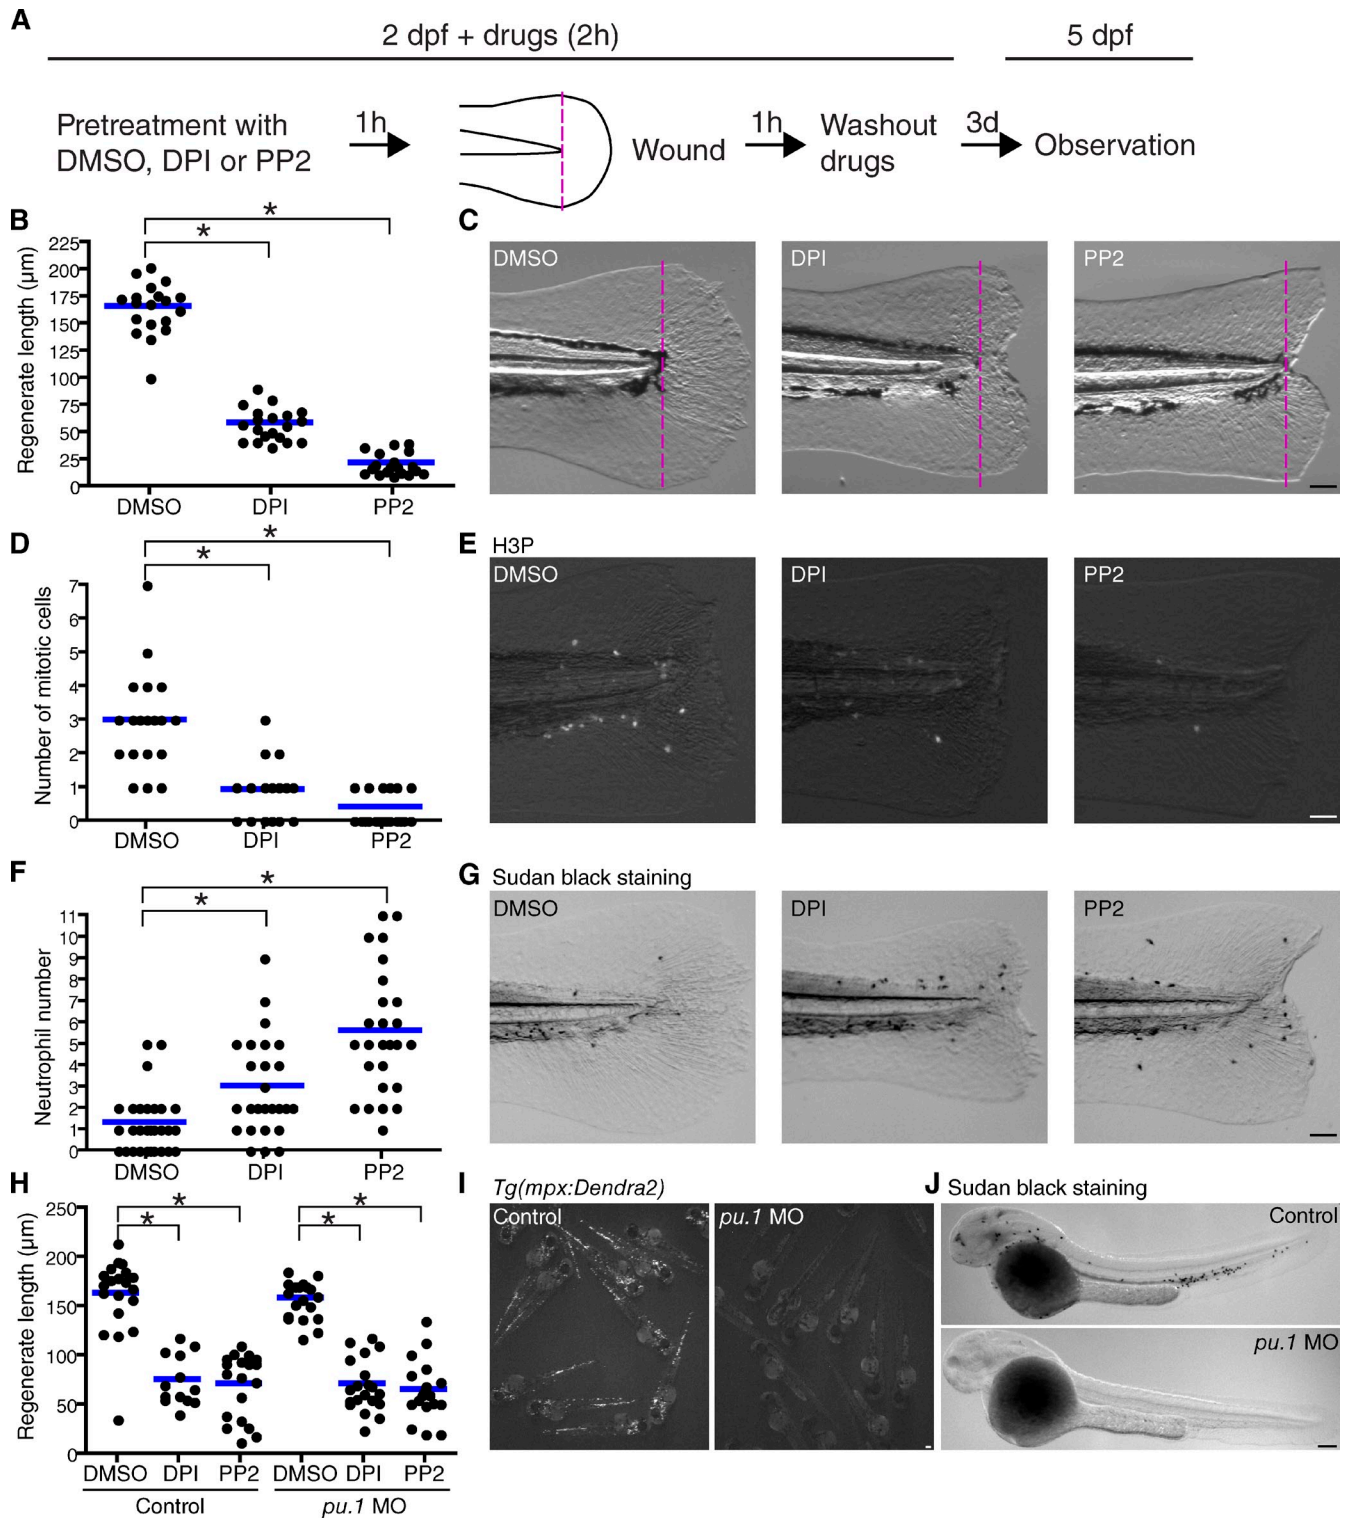 A
2 dpf + drugs (2h)
5 dpf
Pretreatment with
DMSO, DPI or PP2
1h
Wound
1h
Washout
drugs
3d
Observation
B
*
*
Regenerate length (µm)
225
200
175
150
125
100
75
50
25
0
DMSO DPI PP2
C
DMSO DPI PP2
D
*
*
Number of mitotic cells
7
6
5
4
3
2
1
0
DMSO DPI PP2
E H3P
DMSO DPI PP2
F
*
*
Neutrophil number
11
10
9
8
7
6
5
4
3
2
1
0
DMSO DPI PP2
G Sudan black staining
DMSO DPI PP2
H
* *
* *
Regenerate length (µm)
250
200
150
100
50
0
DMSO DPI PP2 DMSO DPI PP2
Control pu.1 MO
I Tg(mpx:Dendra2)
Control pu.1 MO
J Sudan black staining
Control
pu.1 MO